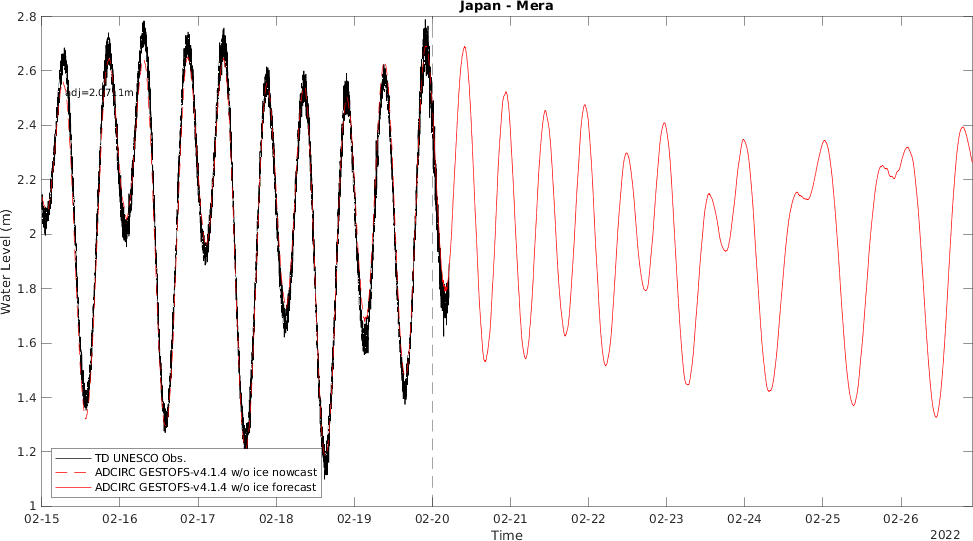 Japan - Mera
2.8
2.6
2.4
2.2
2
1.8
1.6
1.4
1.2
1
Water Level (m)
adj=2.0711m
TD UNESCO Obs.
ADCIRC GESTOFS-v4.1.4 w/o ice nowcast
ADCIRC GESTOFS-v4.1.4 w/o ice forecast
02-15 02-16 02-17 02-18 02-19 02-20 02-21 02-22 02-23 02-24 02-25 02-26
Time
2022